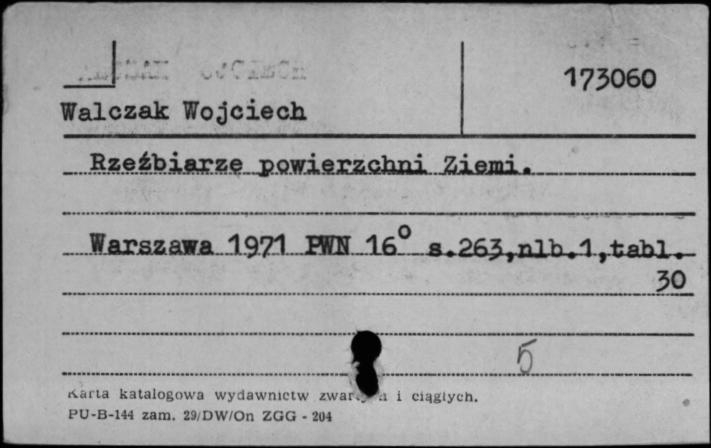 173060
Walczak Wojciech
Rzeźbiarze powierzchni Ziemi.
Warszawa 1971 PWN 16° s.263,nlb.1,tabl.
30
5
Karta katalogowa wydawnictw i ciągłych.
PU-B-144 zam. 29/DW/On ZGG - 204